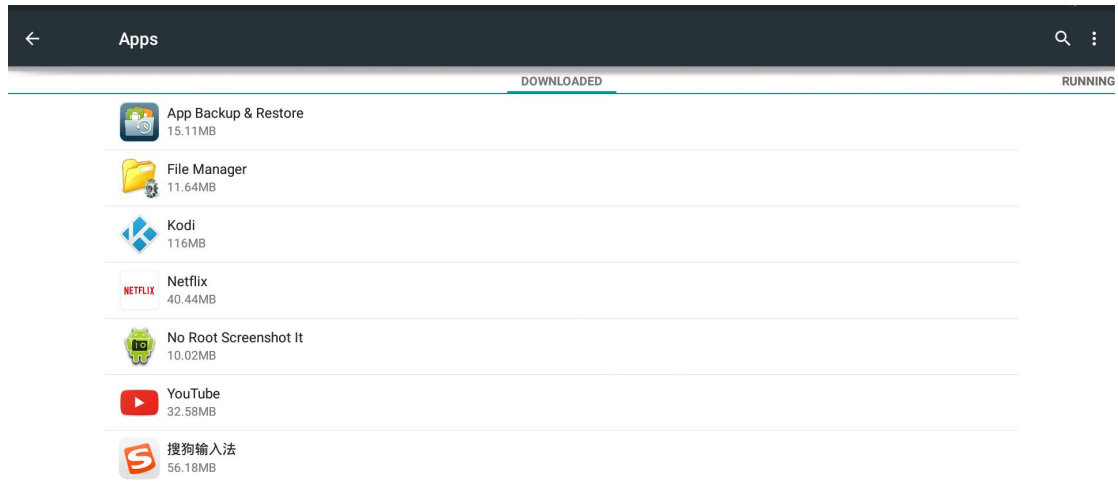 Apps
DOWNLOADED
RUNNING
App Backup & Restore
15.11MB
File Manager
11.64MB
Kodi
116MB
NETFLIX
Netflix
40.44MB
No Root Screenshot It
10.02MB
YouTube
32.58MB
搜狗输入法
56.18MB